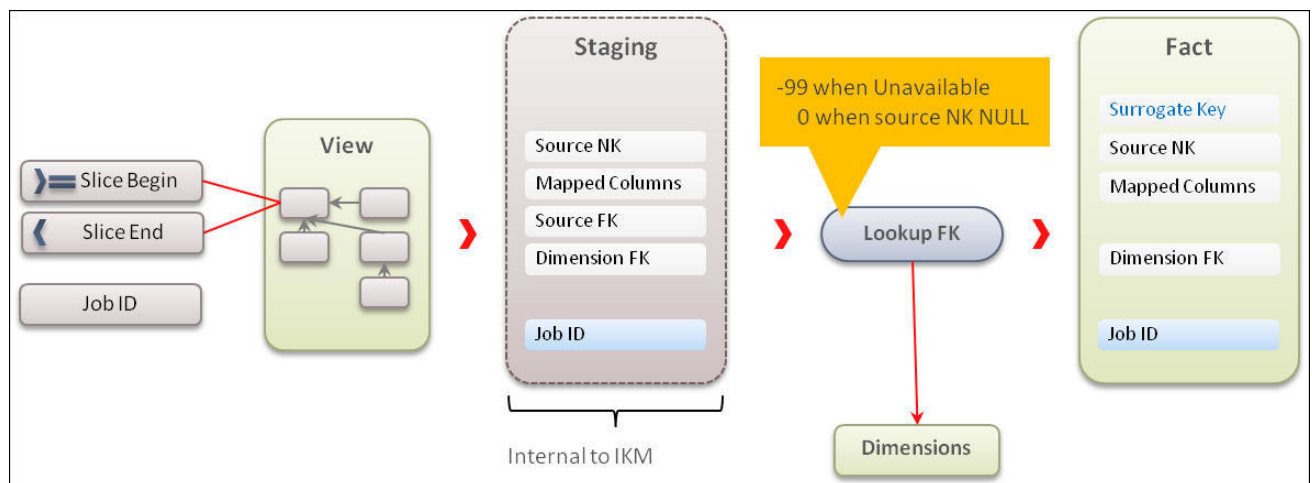 Slice Begin
Slice End
Job ID
View
Staging
Source NK
Mapped Columns
Source FK
Dimension FK
Job ID
Internal to IKM
-99 when Unavailable
0 when source NK NULL
Lookup FK
Dimensions
Fact
Surrogate Key
Source NK
Mapped Columns
Dimension FK
Job ID